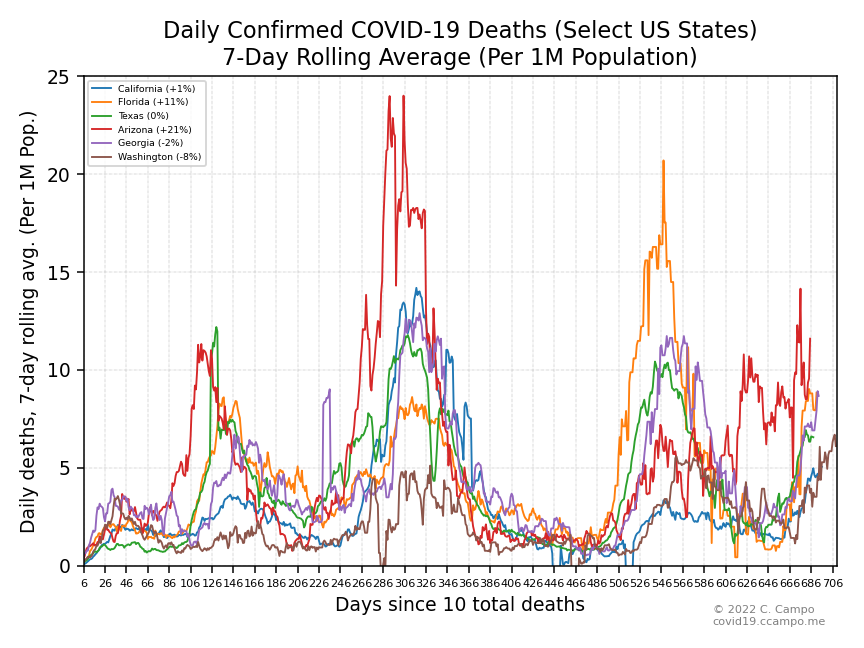 Daily Confirmed COVID-19 Deaths (Select US States)
7-Day Rolling Average (Per 1M Population)
Daily deaths, 7-day rolling avg. (Per 1M Pop.)
25
20
15
10
5
0
California (+1%)
Florida (+11%)
Texas (0%)
Arizona (+21%)
Georgia (-2%)
Washington (-8%)
6 26 46 66 86 106 126 146 166 186 206 226 246 266 286 306 326 346 366 386 406 426 446 466 486 506 526 546 566 586 606 626 646 666 686 706
Days since 10 total deaths
© 2022 C. Campo
covid19.ccampo.me